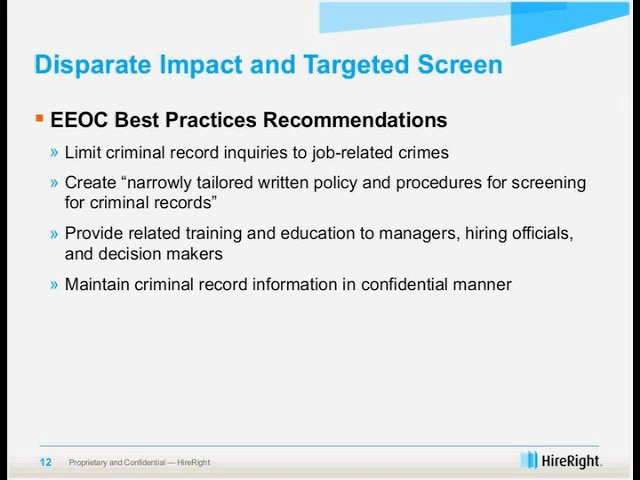 Disparate Impact and Targeted Screen
▪ EEOC Best Practices Recommendations
» Limit criminal record inquiries to job-related crimes
» Create “narrowly tailored written policy and procedures for screening
for criminal records”
» Provide related training and education to managers, hiring officials,
and decision makers
» Maintain criminal record information in confidential manner
12 Proprietary and Confidential — HireRight
HireRight.